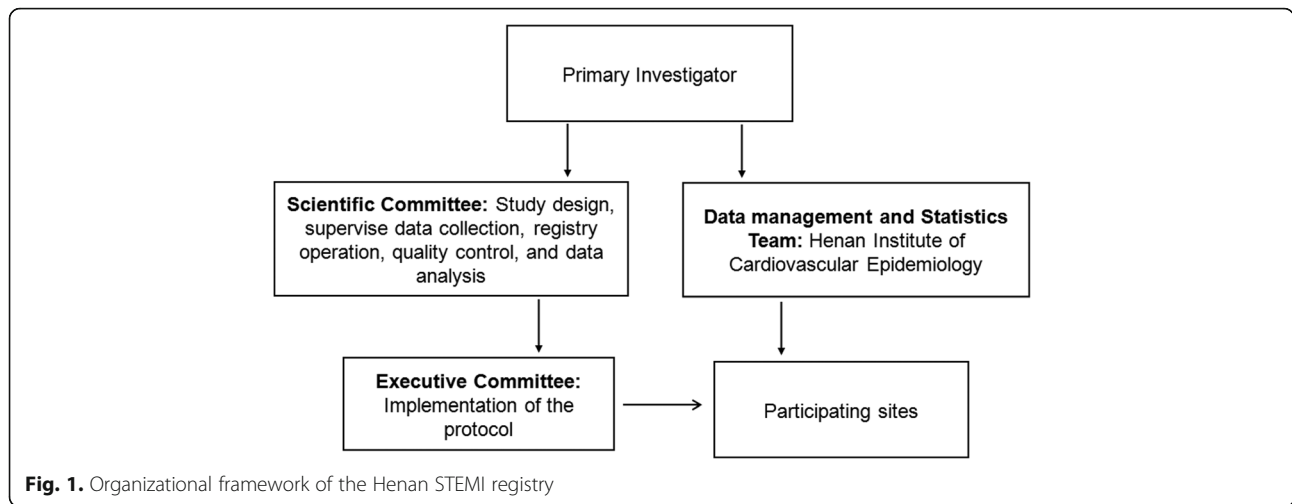 Primary Investigator
Scientific Committee: Study design,
supervise data collection, registry
operation, quality control, and data
analysis
Data management and Statistics
Team: Henan Institute of
Cardiovascular Epidemiology
Executive Committee:
Implementation of the
protocol
Participating sites
Fig. 1. Organizational framework of the Henan STEMI registry